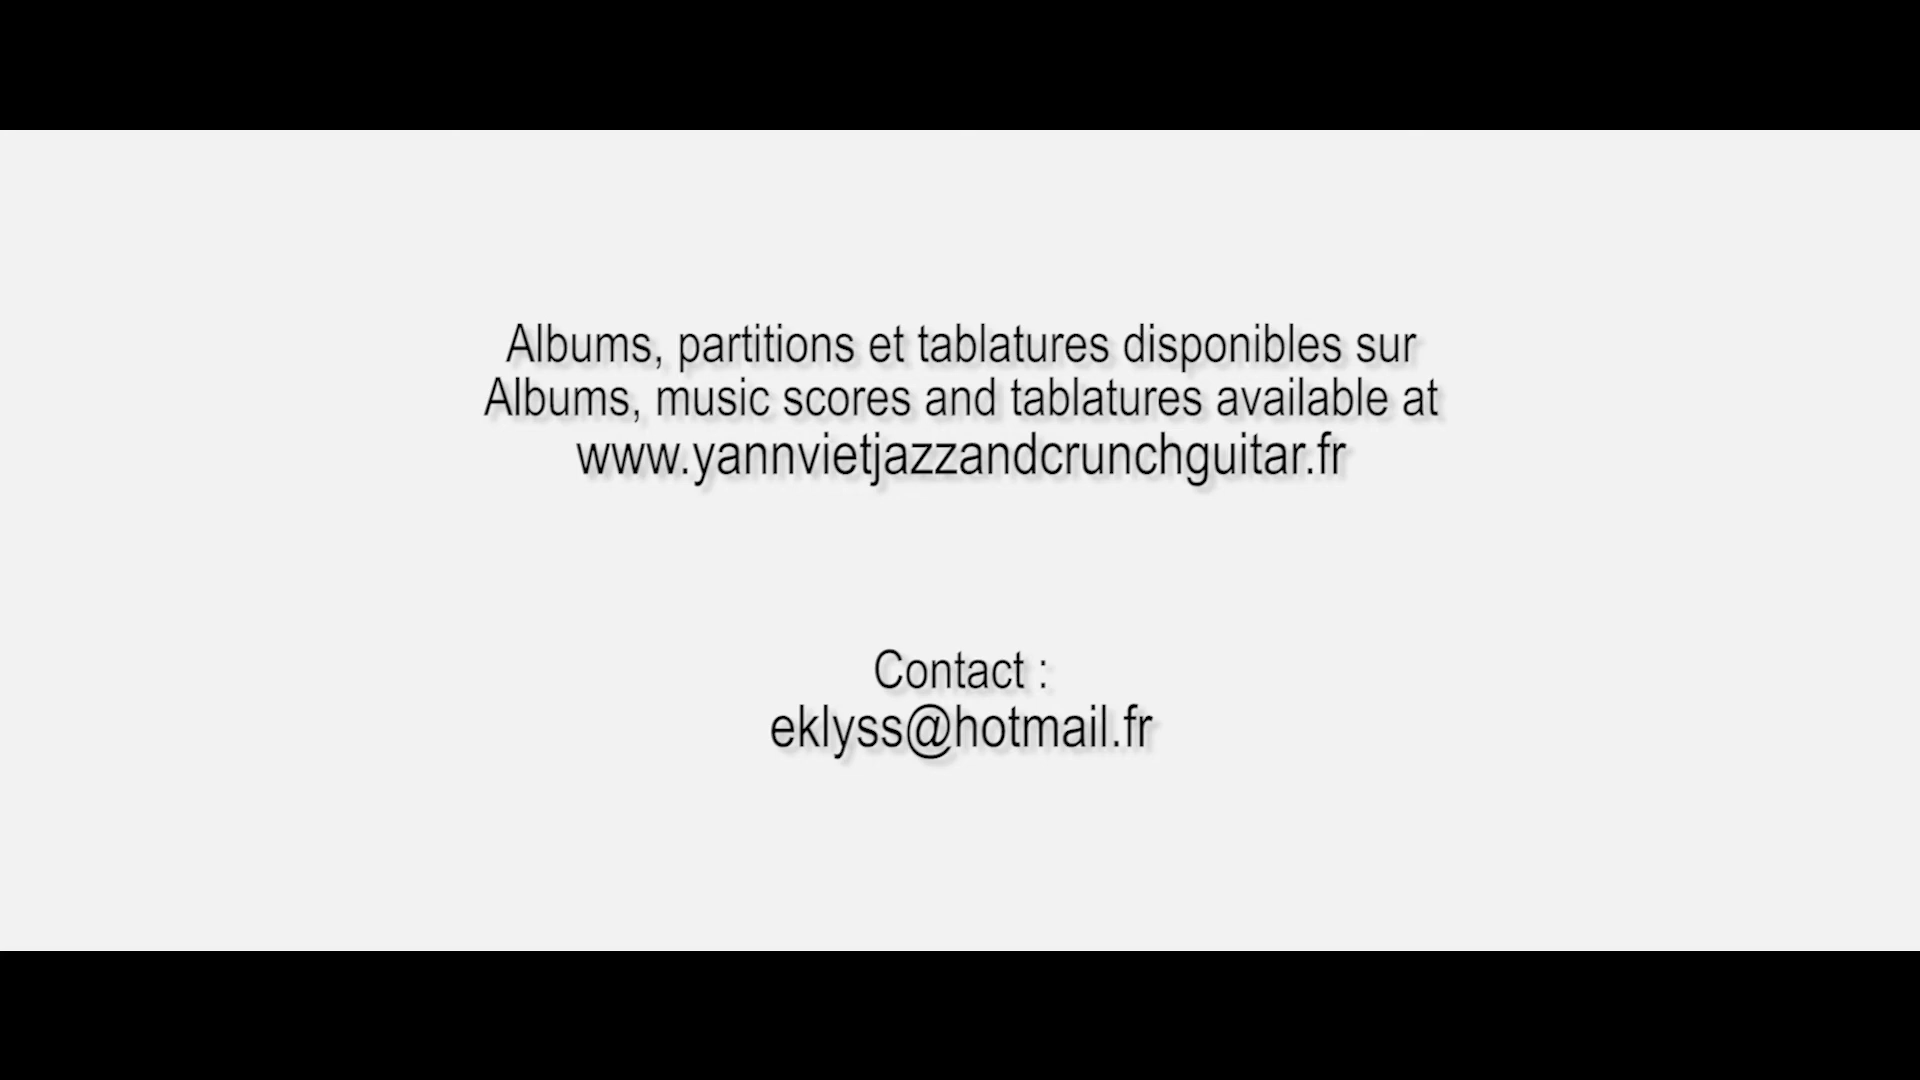 Albums, partitions et tablatures disponibles sur
Albums, music scores and tablatures available at
www.yannvietjazzandcrunchguitar.fr
Contact :
eklyss@hotmail.fr